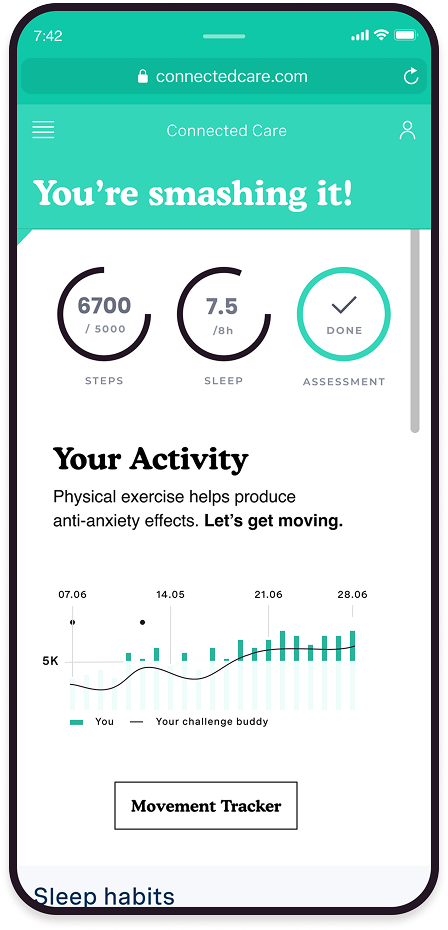 7:42
connectedcare.com
Connected Care
You're smashing it!
6700
/ 5000
STEPS
7.5
/8h
SLEEP
DONE
ASSESSMENT
Your Activity
Physical exercise helps produce
anti-anxiety effects. Let's get moving.
07.06 14.05 21.06 28.06
5K
You Your challenge buddy
Movement Tracker
Sleep habits